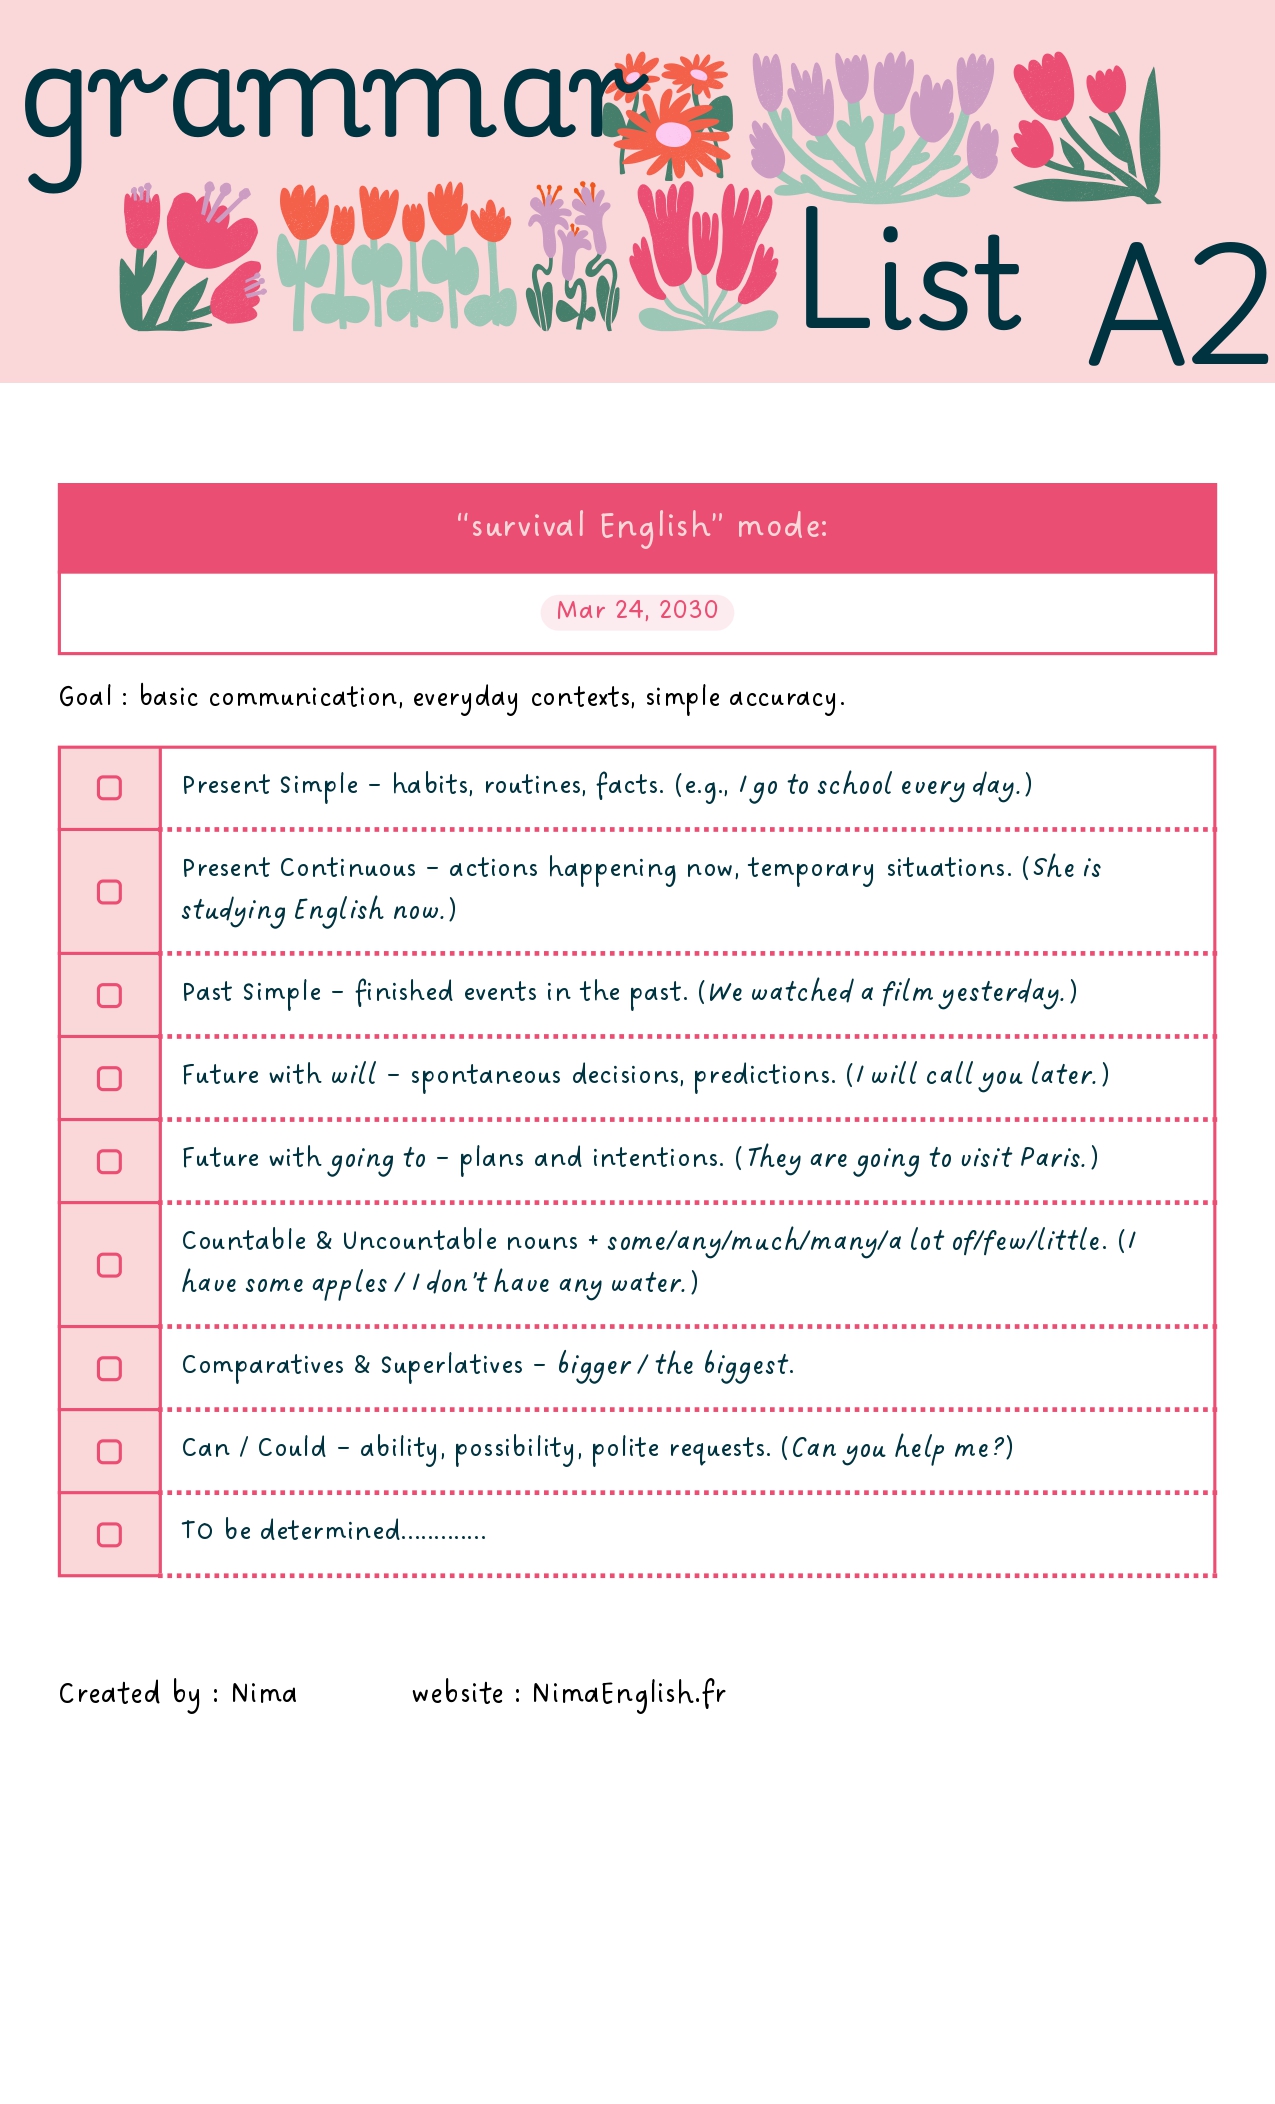 grammar
List A2
“survival English” mode:
Mar 24, 2030
Goal : basic communication, everyday contexts, simple accuracy.
Present Simple – habits, routines, facts. (e.g., I go to school every day.)
Present Continuous – actions happening now, temporary situations. (She is
studying English now.)
Past Simple – finished events in the past. (We watched a film yesterday.)
Future with will – spontaneous decisions, predictions. (I will call you later.)
Future with going to – plans and intentions. (They are going to visit Paris.)
Countable & Uncountable nouns + some/any/much/many/a lot of/few/little. (I
have some apples / I don’t have any water.)
Comparatives & Superlatives – bigger / the biggest.
Can / Could – ability, possibility, polite requests. (Can you help me?)
TO be determined.............
Created by : Nima website : NimaEnglish.fr